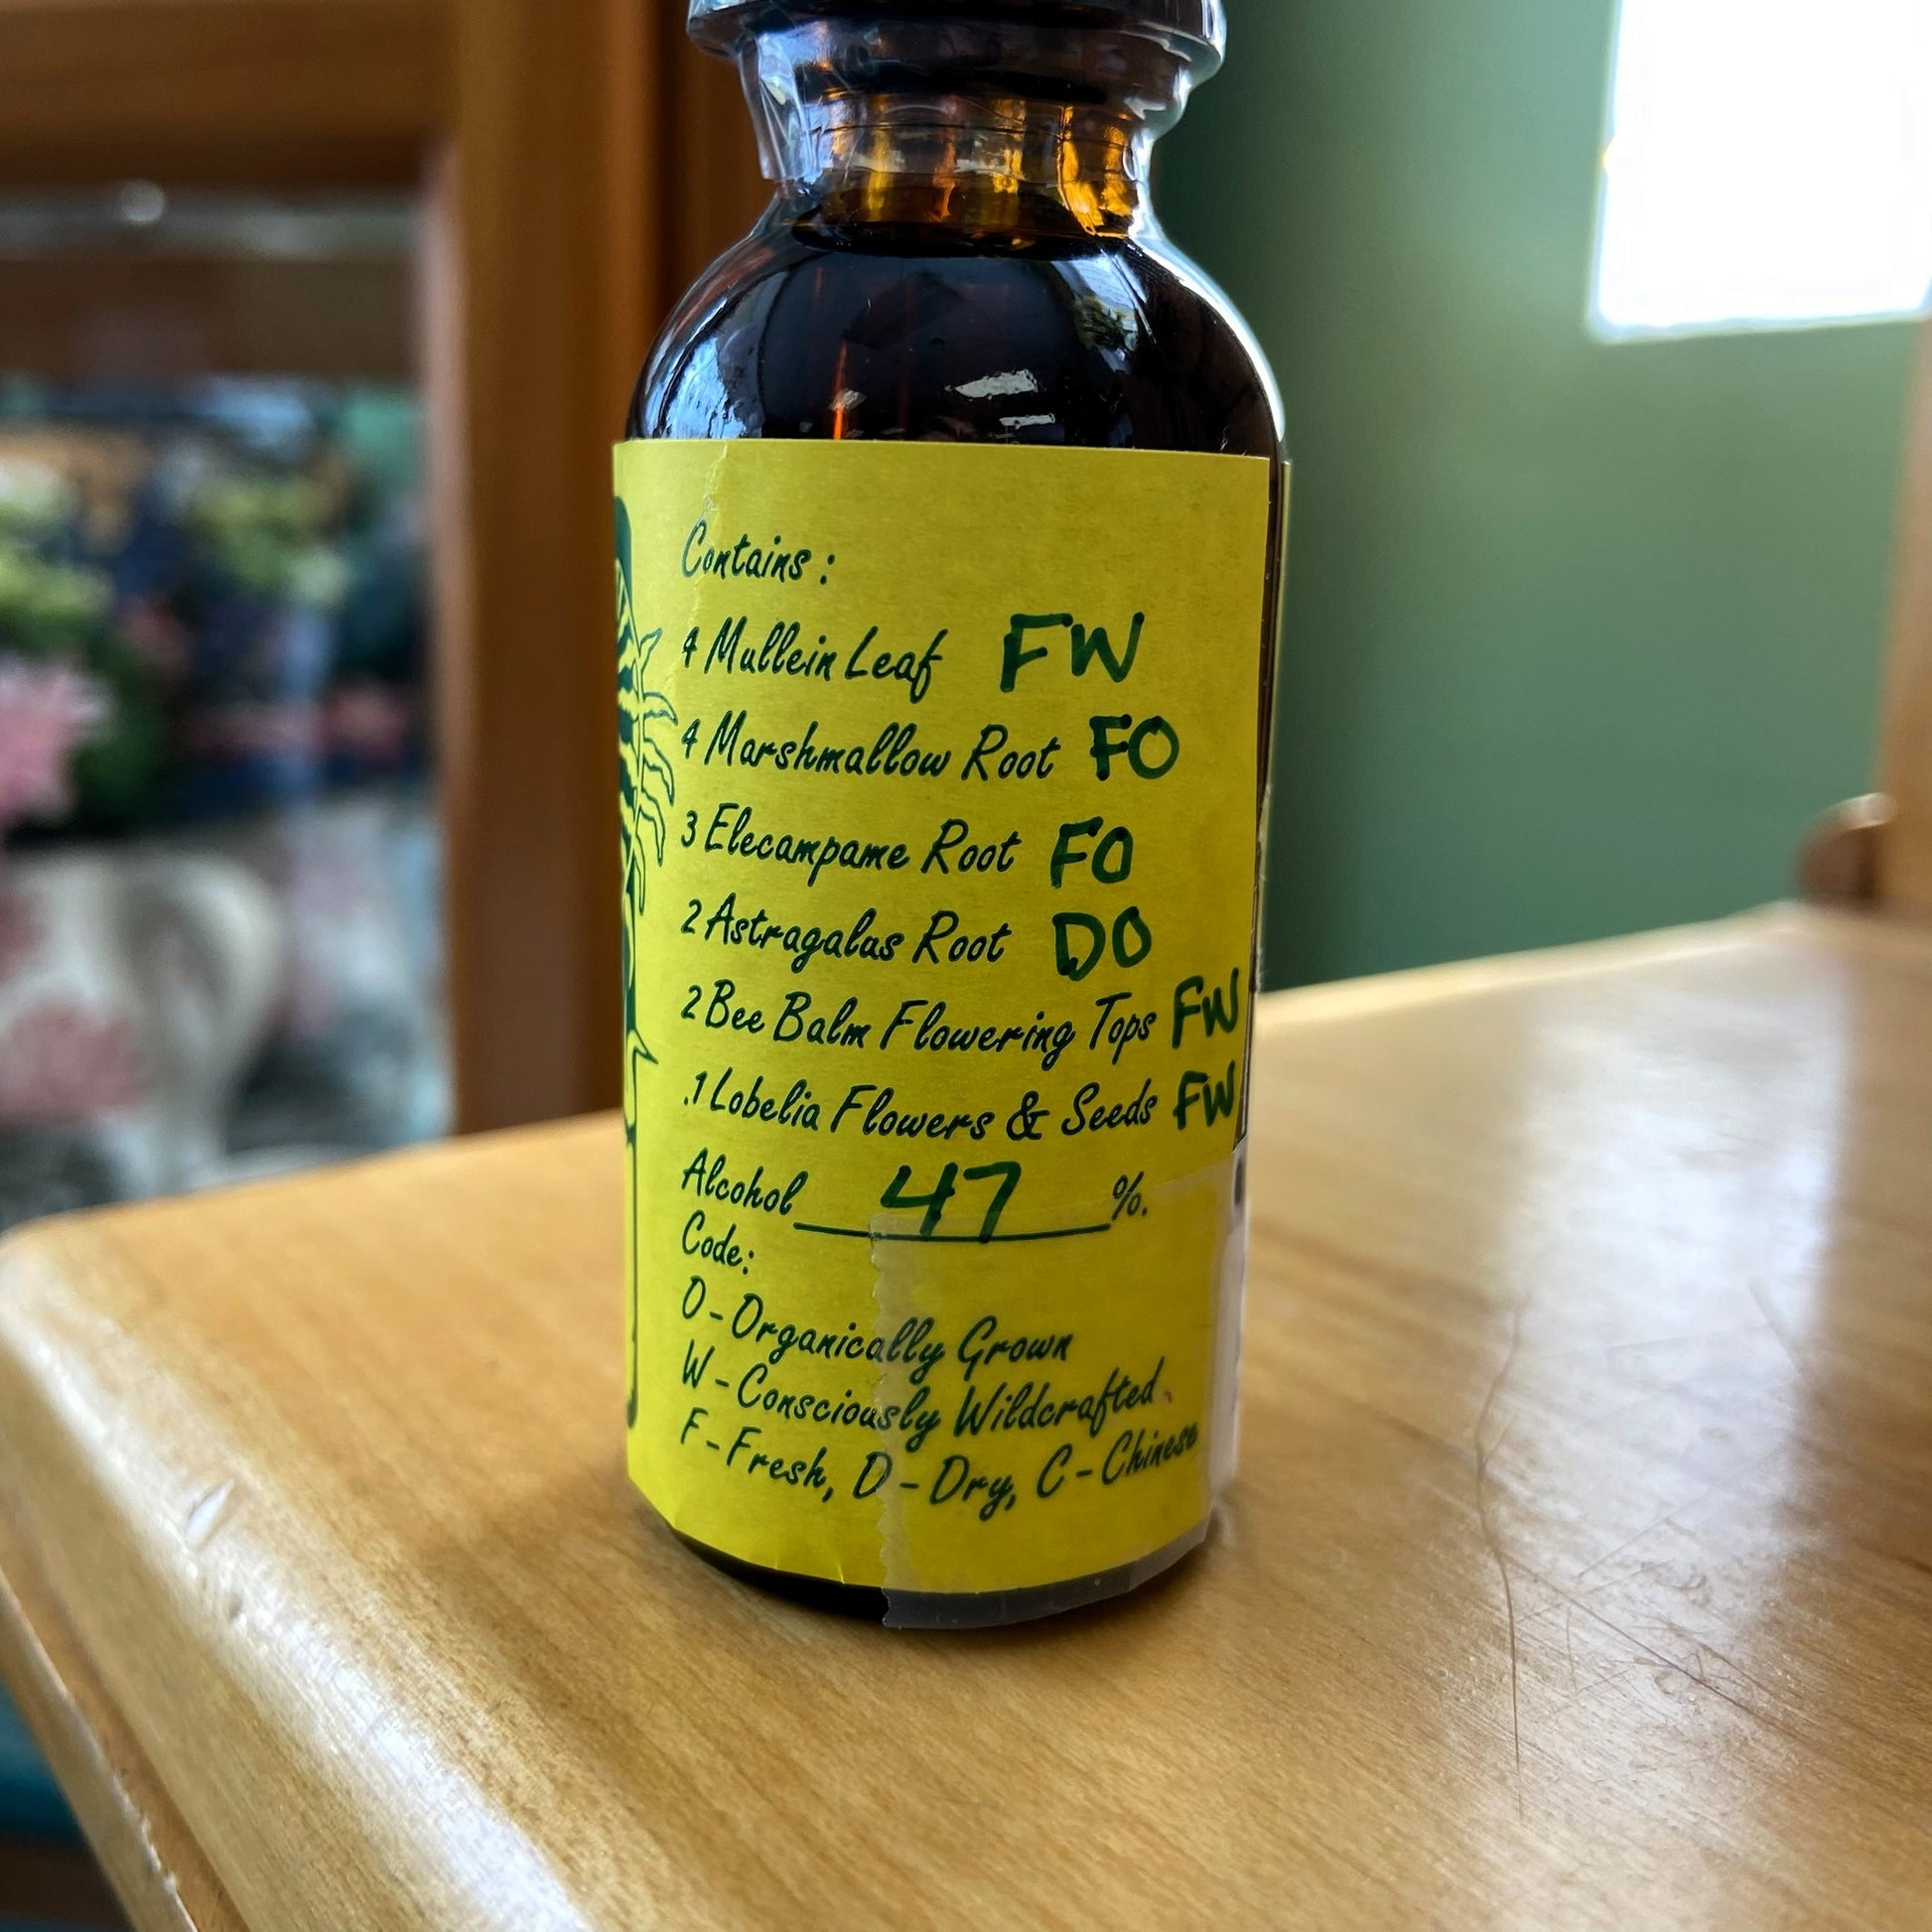 Contains :
4 Mullein Leaf FW
4 Marshmallow Root FO
3 Elecampame Root FO
2 Astragalus Root DO
2 Bee Balm Flowering Tops FW
.1 Lobelia Flowers & Seeds FW
Alcohol 47 %.
Code:
O - Organically Grown
W - Consciously Wildcrafted
F - Fresh, D - Dry, C - Chinese